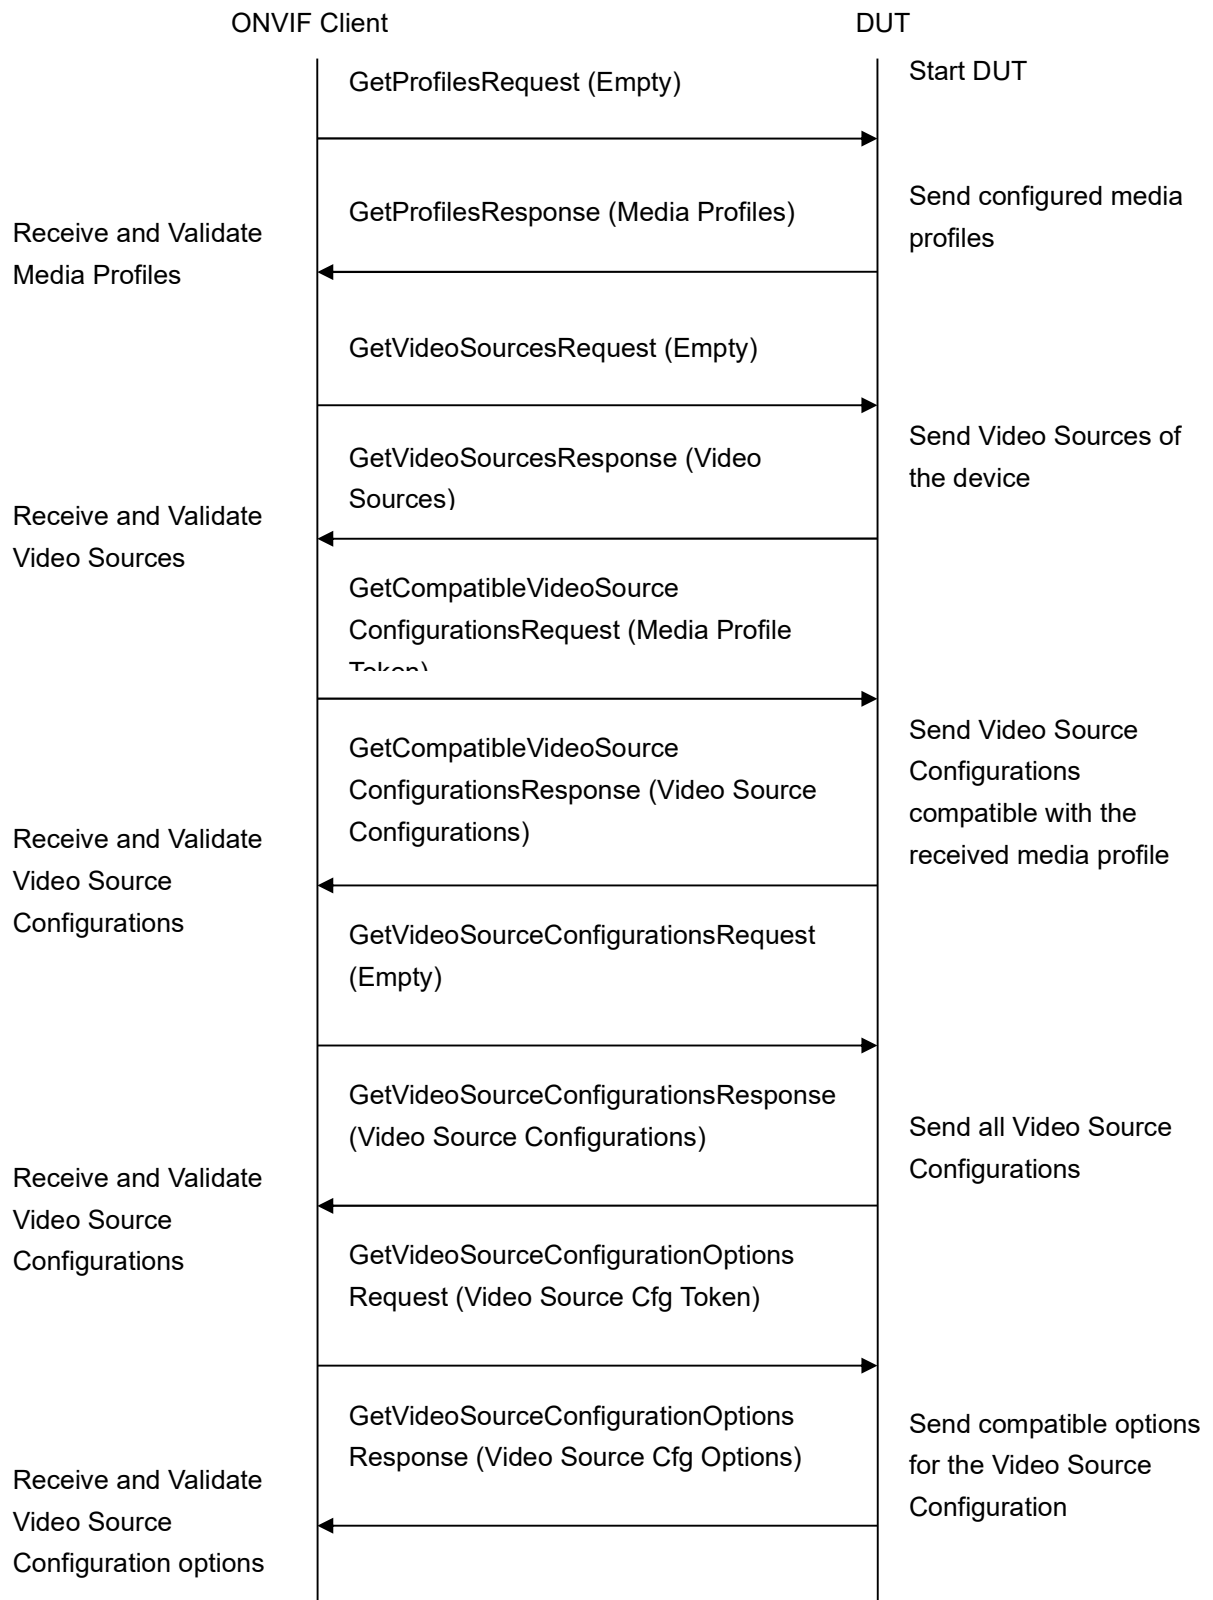 ONVIF Client
DUT
Start DUT
GetProfilesRequest (Empty)
GetProfilesResponse (Media Profiles)
Send configured media
profiles
Receive and Validate
Media Profiles
GetVideoSourcesRequest (Empty)
GetVideoSourcesResponse (Video
Sources)
Send Video Sources of
the device
Receive and Validate
Video Sources
GetCompatibleVideoSource
ConfigurationsRequest (Media Profile
Token)
GetCompatibleVideoSource
ConfigurationsResponse (Video Source
Configurations)
Send Video Source
Configurations
compatible with the
received media profile
Receive and Validate
Video Source
Configurations
GetVideoSourceConfigurationsRequest
(Empty)
GetVideoSourceConfigurationsResponse
(Video Source Configurations)
Send all Video Source
Configurations
Receive and Validate
Video Source
Configurations
GetVideoSourceConfigurationOptions
Request (Video Source Cfg Token)
GetVideoSourceConfigurationOptions
Response (Video Source Cfg Options)
Send compatible options
for the Video Source
Configuration
Receive and Validate
Video Source
Configuration options